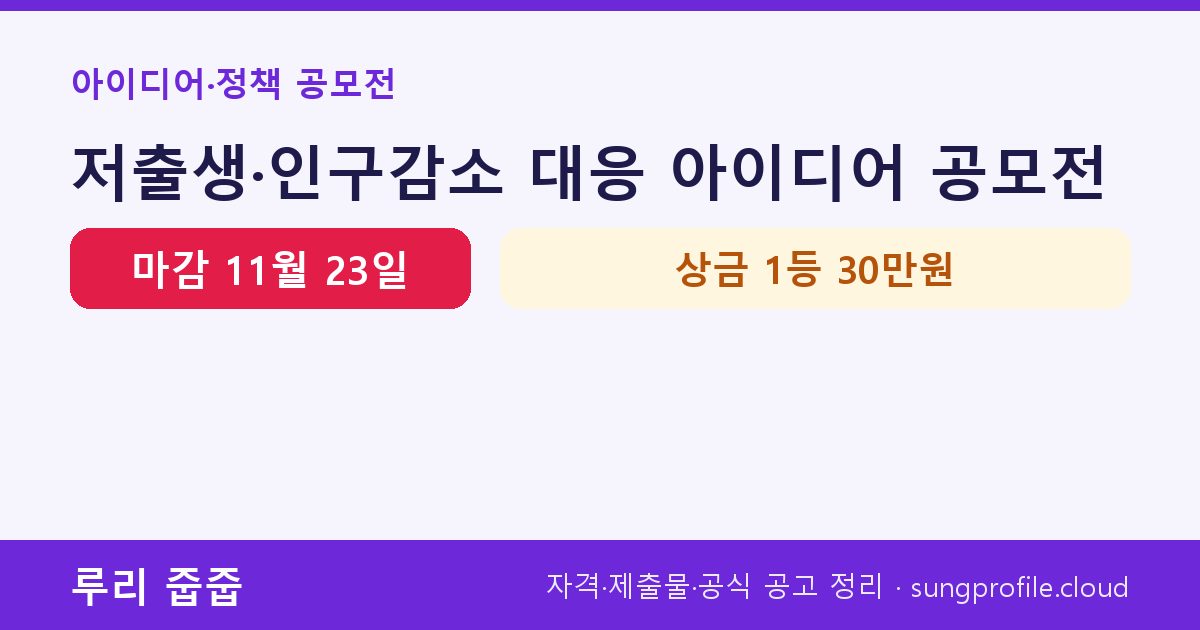 아이디어·정책 공모전
저출생·인구감소 대응 아이디어 공모전
마감 11월 23일
상금 1등 30만원
루리 줍줍
자격·제출물·공식 공고 정리 · sungprofile.cloud